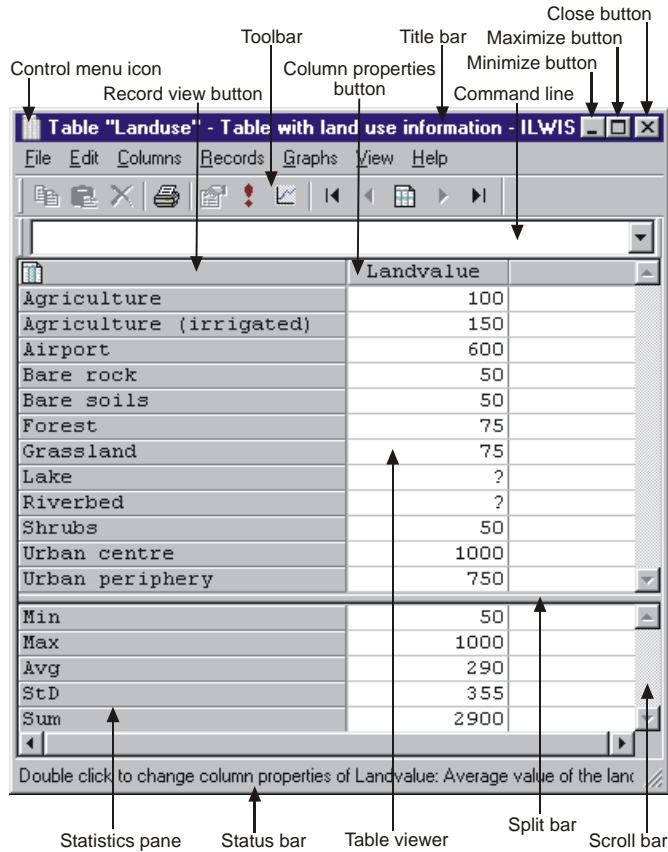 Close button
Toolbar Title bar Maximize button
Control menu icon Column properties Minimize button
Record view button button Command line
Table "Landuse" - Table with land use information - ILWIS
File Edit Columns Records Graphs View Help
Landvalue
Agriculture 100
Agriculture (irrigated) 150
Airport 600
Bare rock 50
Bare soils 50
Forest 75
Grassland 75
Lake ?
Riverbed ?
Shrubs 50
Urban centre 1000
Urban periphery 750
Min 50
Max 1000
Avg 290
StD 355
Sum 2900
Double click to change column properties of Landvalue: Average value of the land
Statistics pane Status bar Table viewer Split bar Scroll bar